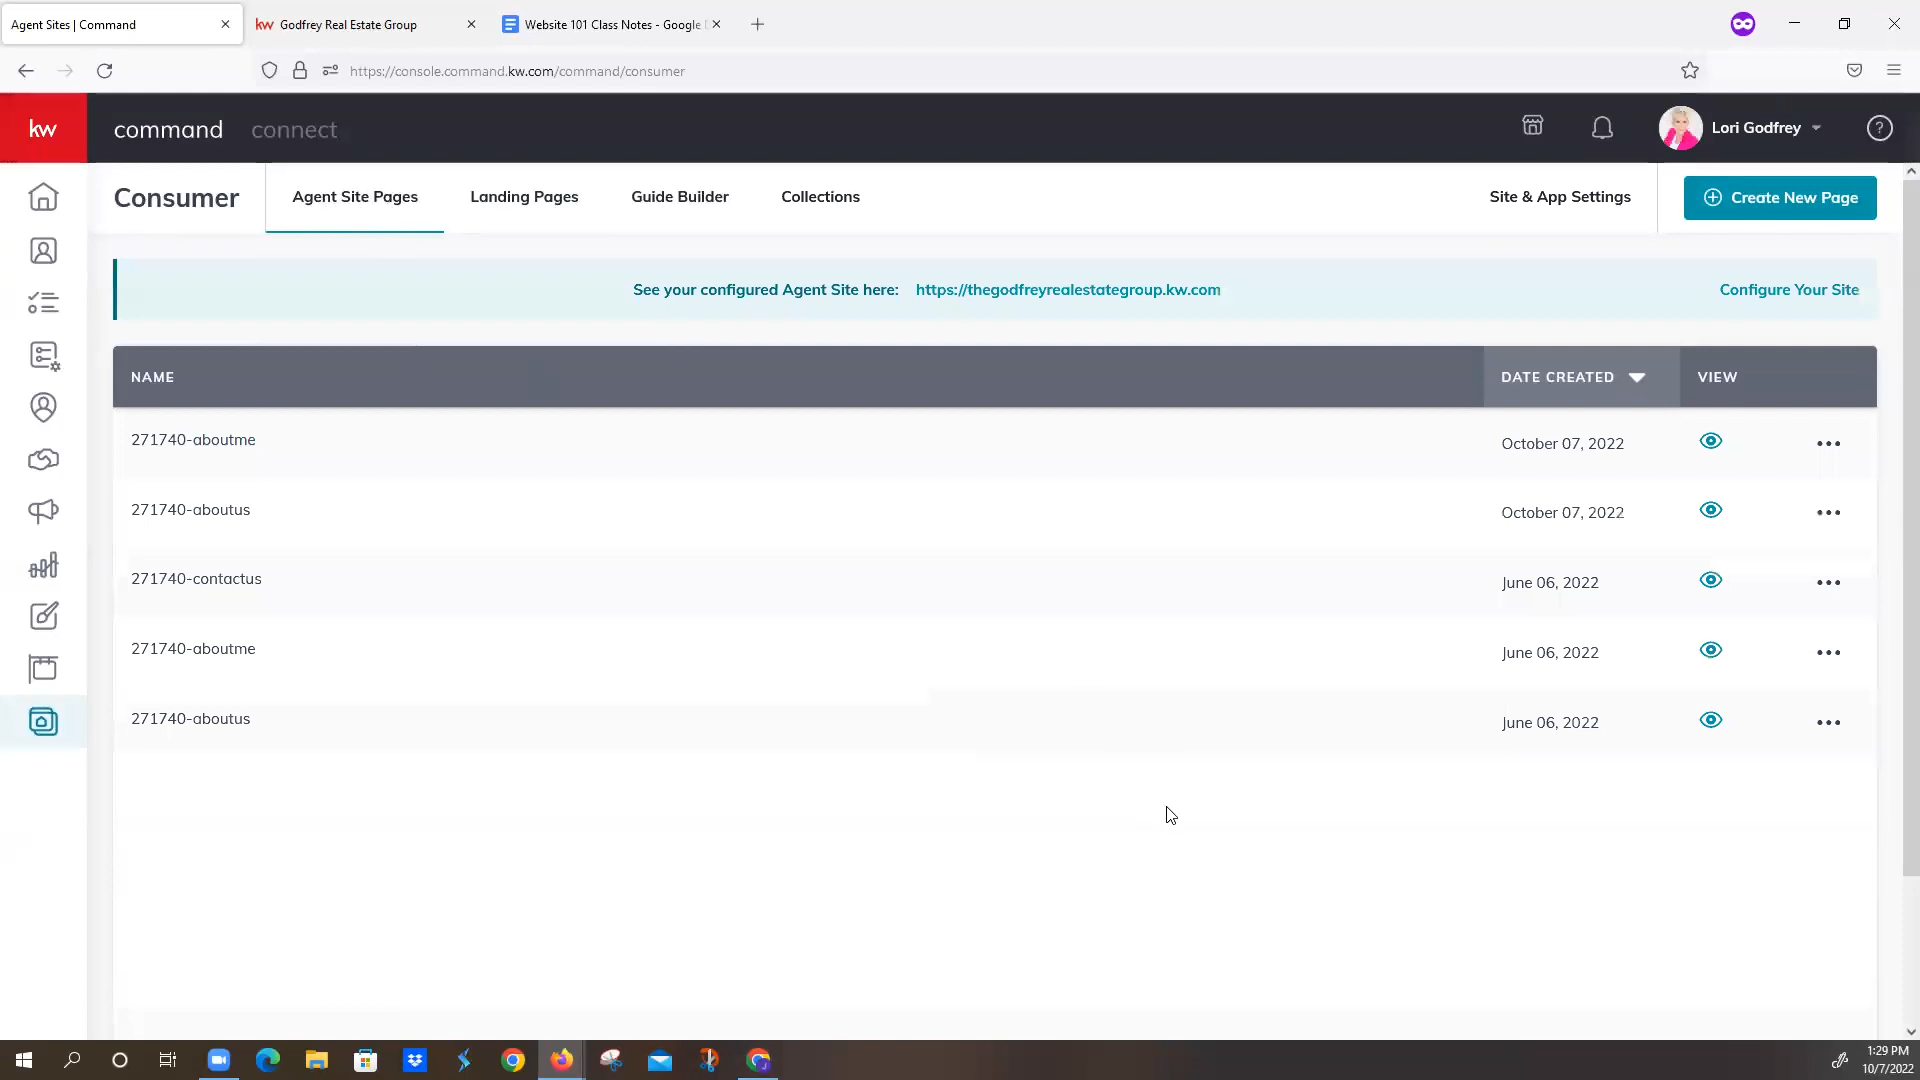 Agent Sites | Command
kw Godfrey Real Estate Group
Website 101 Class Notes - Google
https://console.command.kw.com/command/consumer
kw
command
connect
Lori Godfrey
?
Consumer
Agent Site Pages
Landing Pages
Guide Builder
Collections
Site & App Settings
Create New Page
See your configured Agent Site here: https://thegodfreyrealestategroup.kw.com
Configure Your Site
NAME
DATE CREATED
VIEW
271740-aboutme
October 07, 2022
271740-aboutus
October 07, 2022
271740-contactus
June 06, 2022
271740-aboutme
June 06, 2022
271740-aboutus
June 06, 2022
1:29 PM
10/7/2022